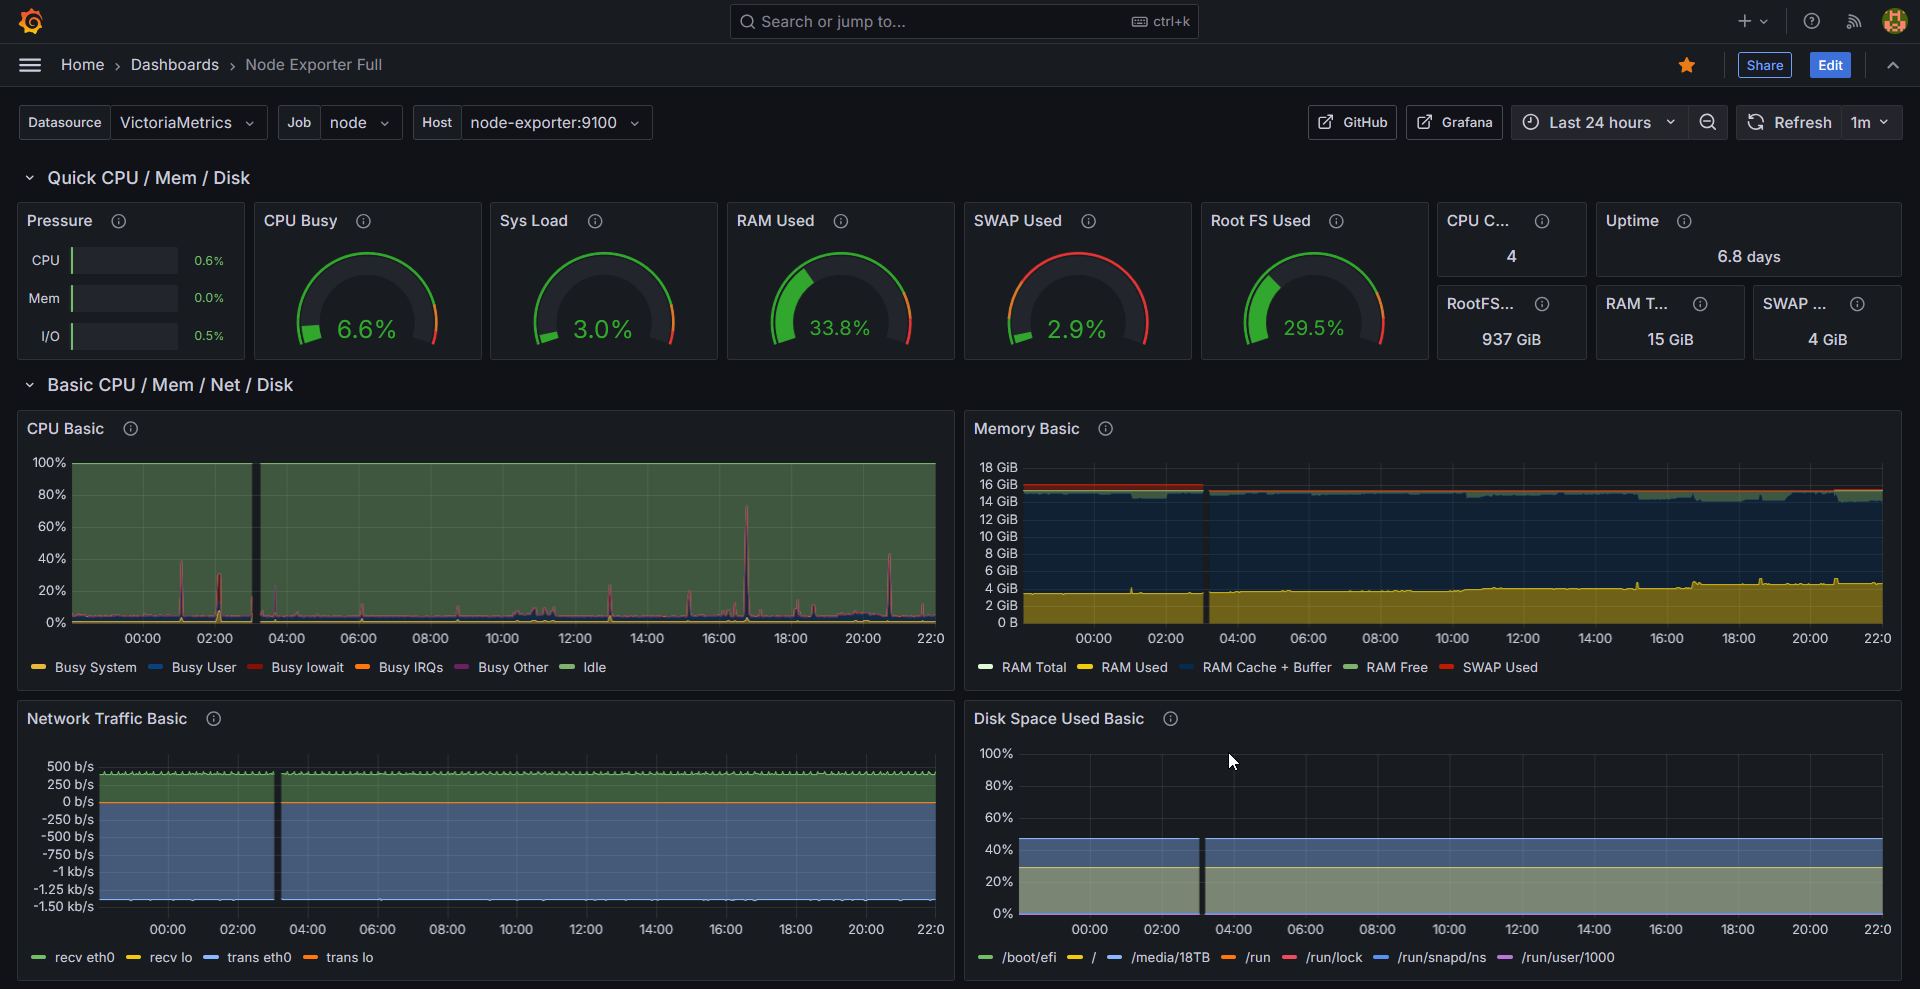 Search or jump to...
ctrl+k
Home › Dashboards › Node Exporter Full
Share
Edit
Datasource
VictoriaMetrics
Job
node
Host
node-exporter:9100
GitHub
Grafana
Last 24 hours
Refresh
1m
Quick CPU / Mem / Disk
Pressure
CPU
0.6%
Mem
0.0%
I/O
0.5%
CPU Busy
6.6%
Sys Load
3.0%
RAM Used
33.8%
SWAP Used
2.9%
Root FS Used
29.5%
CPU C...
4
Uptime
6.8 days
RootFS...
937 GiB
RAM T...
15 GiB
SWAP ...
4 GiB
Basic CPU / Mem / Net / Disk
CPU Basic
100%
80%
60%
40%
20%
0%
00:00 02:00 04:00 06:00 08:00 10:00 12:00 14:00 16:00 18:00 20:00 22:0
Busy System Busy User Busy Iowait Busy IRQs Busy Other Idle
Memory Basic
18 GiB
16 GiB
14 GiB
12 GiB
10 GiB
8 GiB
6 GiB
4 GiB
2 GiB
0 B
00:00 02:00 04:00 06:00 08:00 10:00 12:00 14:00 16:00 18:00 20:00 22:0
RAM Total RAM Used RAM Cache + Buffer RAM Free SWAP Used
Network Traffic Basic
500 b/s
250 b/s
0 b/s
-250 b/s
-500 b/s
-750 b/s
-1 kb/s
-1.25 kb/s
-1.50 kb/s
00:00 02:00 04:00 06:00 08:00 10:00 12:00 14:00 16:00 18:00 20:00 22:0
recv eth0 recv lo trans eth0 trans lo
Disk Space Used Basic
100%
80%
60%
40%
20%
0%
00:00 02:00 04:00 06:00 08:00 10:00 12:00 14:00 16:00 18:00 20:00 22:0
/boot/efi / /media/18TB /run /run/lock /run/snapd/ns /run/user/1000